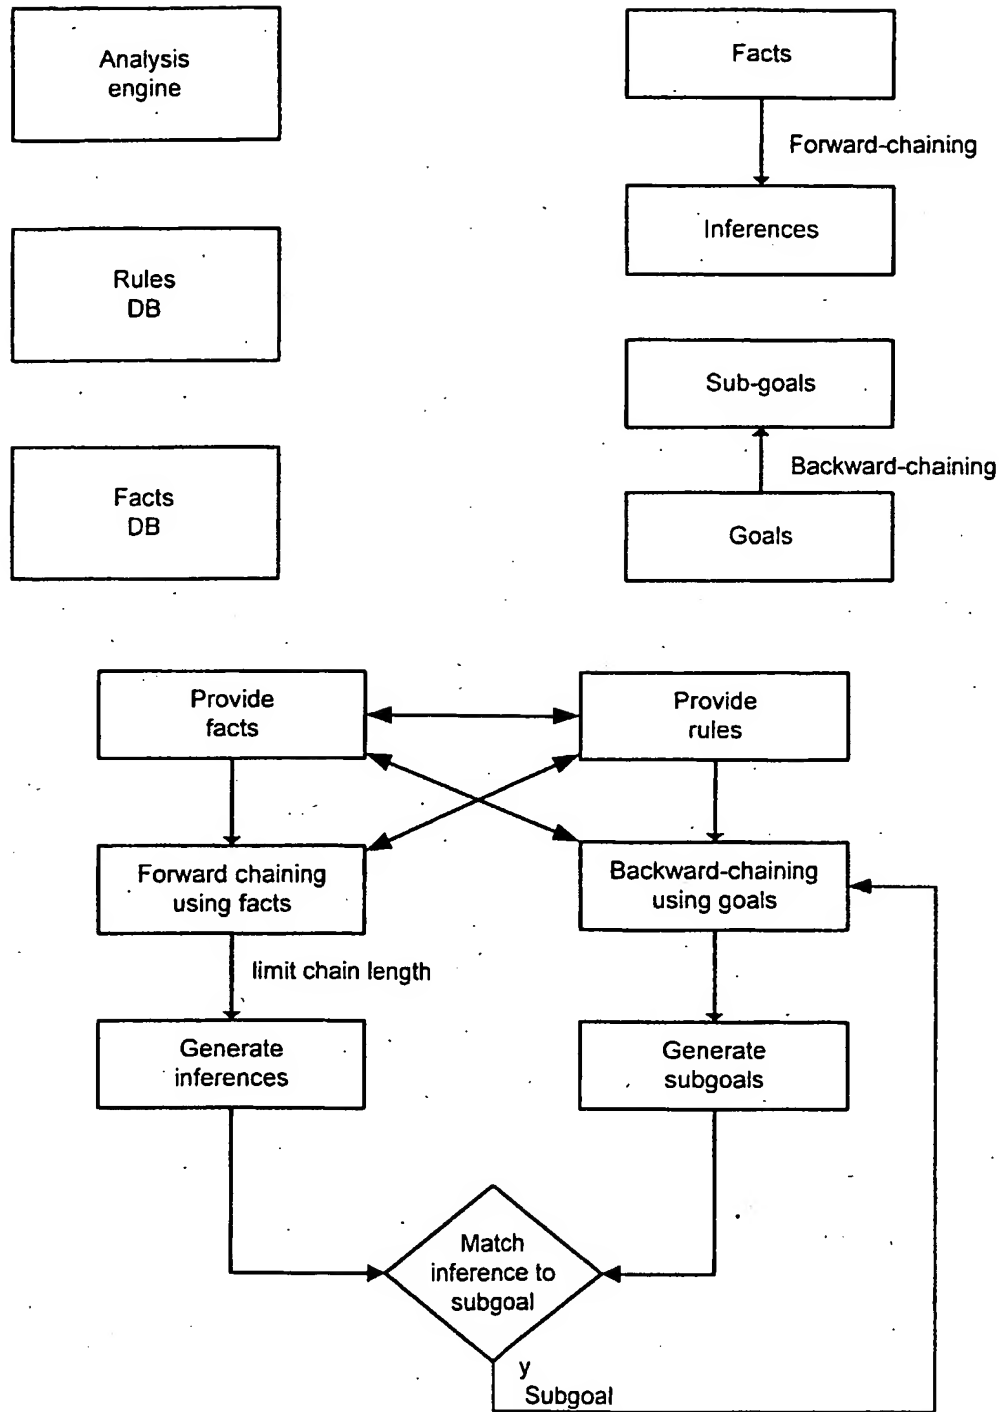 Analysis
engine
Facts
Forward-chaining
Inferences
Rules
DB
Sub-goals
Backward-chaining
Facts
DB
Goals
Provide
facts
Provide
rules
Forward chaining
using facts
Backward-chaining
using goals
limit chain length
Generate
inferences
Generate
subgoals
Match
inference to
subgoal
y
Subgoal